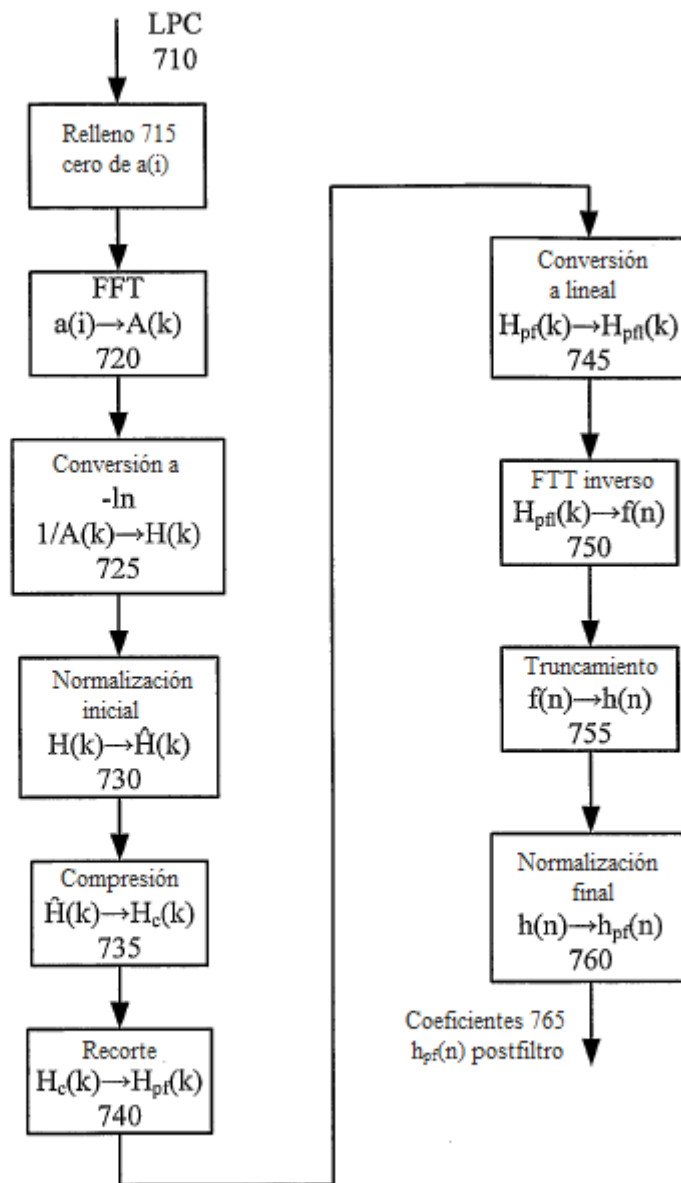 LPC
710
Relleno 715
cero de a(i)
FFT
a(i)→A(k)
720
Conversión a
-ln
1/A(k)→H(k)
725
Normalización
inicial
H(k)→Ĥ(k)
730
Compresión
Ĥ(k)→Hc(k)
735
Recorte
Hc(k)→Hpf(k)
740
Conversión
a lineal
Hpf(k)→Hpfl(k)
745
FTT inverso
Hpfl(k)→f(n)
750
Truncamiento
f(n)→h(n)
755
Normalización
final
h(n)→hpf(n)
760
Coeficientes 765
hpf(n) postfiltro